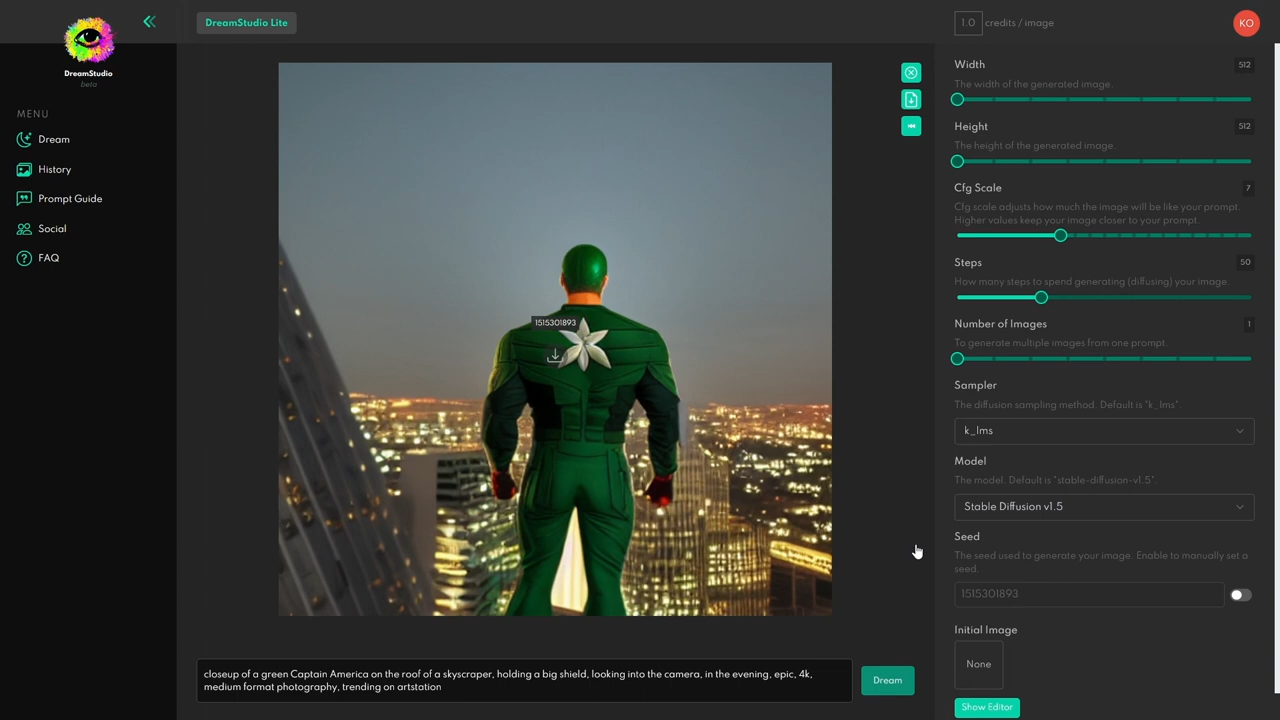 DreamStudio
beta
MENU
Dream
History
Prompt Guide
Social
FAQ
DreamStudio Lite
1515301893
closeup of a green Captain America on the roof of a skyscraper, holding a big shield, looking into the camera, in the evening, epic, 4k,
medium format photography, trending on artstation
Dream
1.0 credits / image
KO
Width
512
The width of the generated image.
Height
512
The height of the generated image.
Cfg Scale
7
Cfg scale adjusts how much the image will be like your prompt.
Higher values keep your image closer to your prompt.
Steps
50
How many steps to spend generating (diffusing) your image.
Number of Images
1
To generate multiple images from one prompt.
Sampler
The diffusion sampling method. Default is "k_lms".
k_lms
Model
The model. Default is "stable-diffusion-v1.5".
Stable Diffusion v1.5
Seed
The seed used to generate your image. Enable to manually set a
seed.
1515301893
Initial Image
None
Show Editor